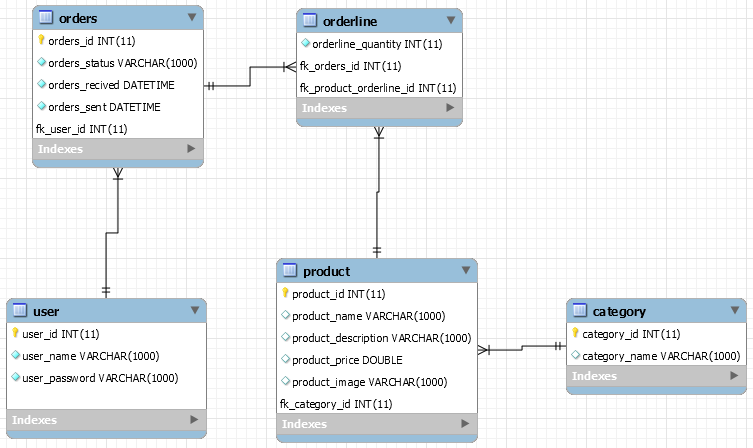 orders
orders_id INT(11)
orders_status VARCHAR(1000)
orders_recived DATETIME
orders_sent DATETIME
fk_user_id INT(11)
Indexes
orderline
orderline_quantity INT(11)
fk_orders_id INT(11)
fk_product_orderline_id INT(11)
Indexes
user
user_id INT(11)
user_name VARCHAR(1000)
user_password VARCHAR(1000)
Indexes
product
product_id INT(11)
product_name VARCHAR(1000)
product_description VARCHAR(1000)
product_price DOUBLE
product_image VARCHAR(1000)
fk_category_id INT(11)
Indexes
category
category_id INT(11)
category_name VARCHAR(1000)
Indexes